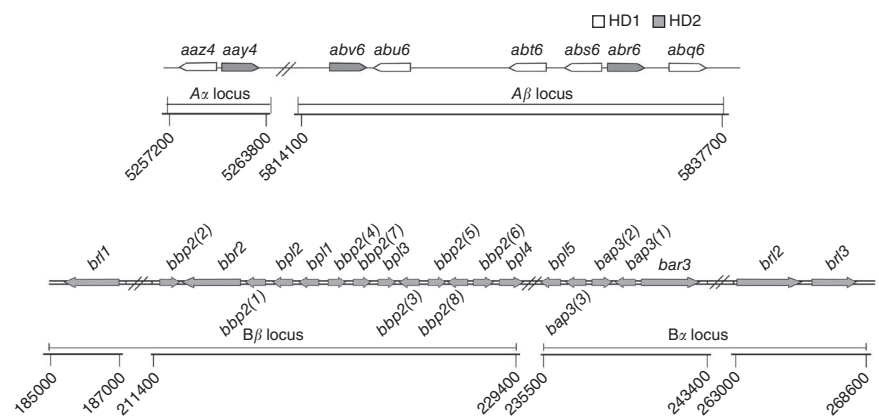 HD1 HD2
aaz4 aay4 abv6 abu6 abt6 abs6 abr6 abq6
Aα locus Aβ locus
5257200 5263800 5814100 5837700
brl1 bbp2(2) bbr2 bpl2 bpl1 bbp2(4) bbp2(7) bpl3 bbp2(5) bbp2(6) bpl4 bpl5 bap3(2) bap3(1) bar3 brl2 brl3
bbp2(1) bbp2(3) bbp2(8) bap3(3)
Bβ locus Bα locus
185000 187000 211400 229400 235500 243400 263000 268600